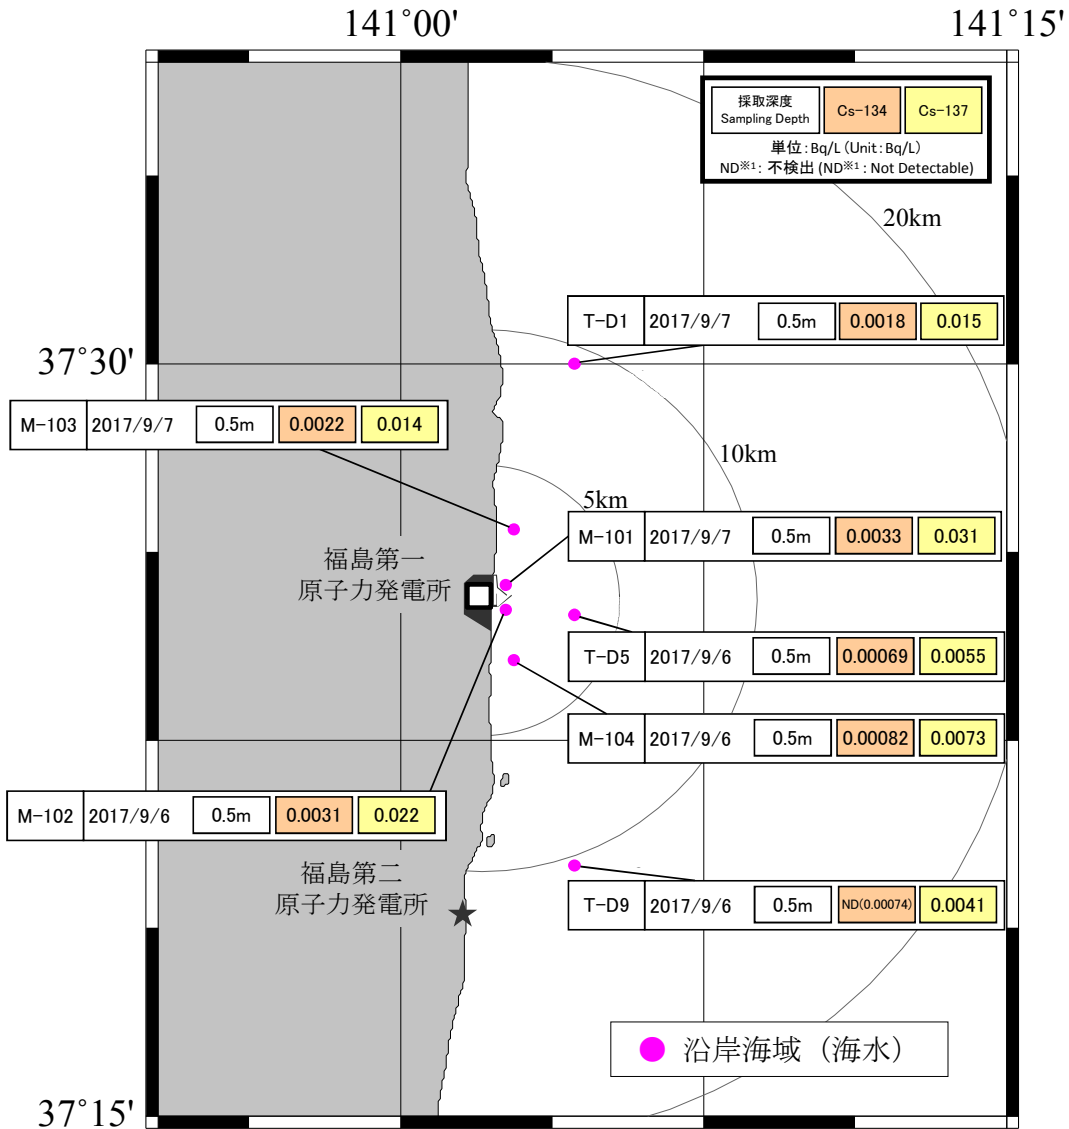 141°00'
141°15'
採取深度
Sampling Depth
Cs-134
Cs-137
単位:Bq/L (Unit:Bq/L)
ND※1: 不検出 (ND※1 : Not Detectable)
20km
T-D1 2017/9/7 0.5m 0.0018 0.015
37°30'
M-103 2017/9/7 0.5m 0.0022 0.014
10km
5km
M-101 2017/9/7 0.5m 0.0033 0.031
福島第一
原子力発電所
T-D5 2017/9/6 0.5m 0.00069 0.0055
M-104 2017/9/6 0.5m 0.00082 0.0073
M-102 2017/9/6 0.5m 0.0031 0.022
福島第二
原子力発電所
T-D9 2017/9/6 0.5m ND(0.00074) 0.0041
沿岸海域(海水)
37°15'